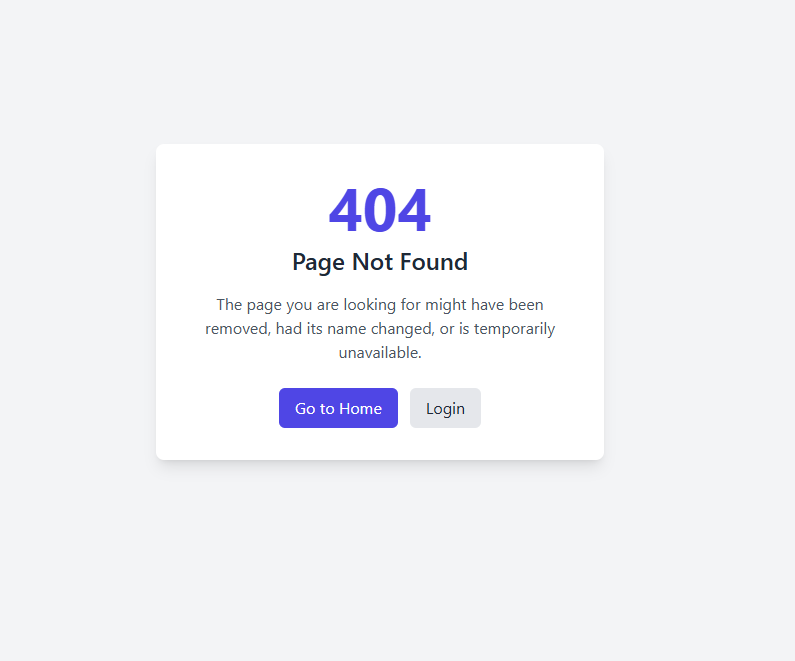 404
Page Not Found
The page you are looking for might have been
removed, had its name changed, or is temporarily
unavailable.
Go to Home
Login